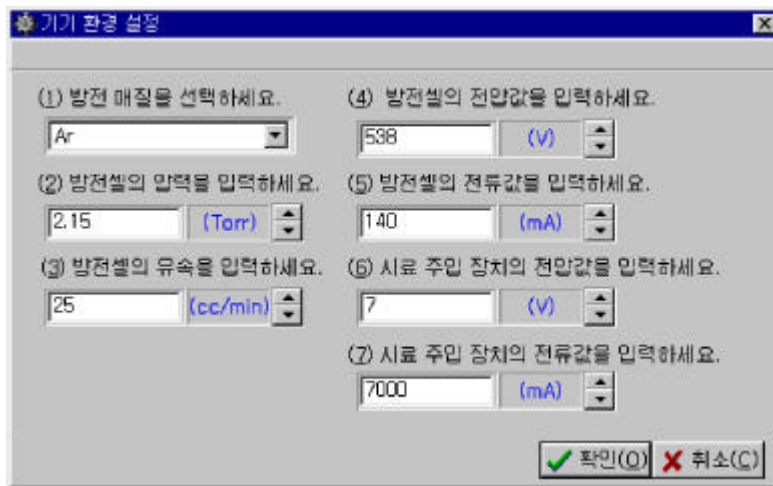 기기 환경 설정
(1) 방전 매질을 선택하세요.
Ar
(2) 방전셀의 압력을 입력하세요.
2.15 (Torr)
(3) 방전셀의 유속을 입력하세요.
25 (cc/min)
(4) 방전셀의 전압값을 입력하세요.
538 (V)
(5) 방전셀의 전류값을 입력하세요.
140 (mA)
(6) 시료 주입 장치의 전압값을 입력하세요.
7 (V)
(7) 시료 주입 장치의 전류값을 입력하세요.
7000 (mA)
확인(O) 취소(C)